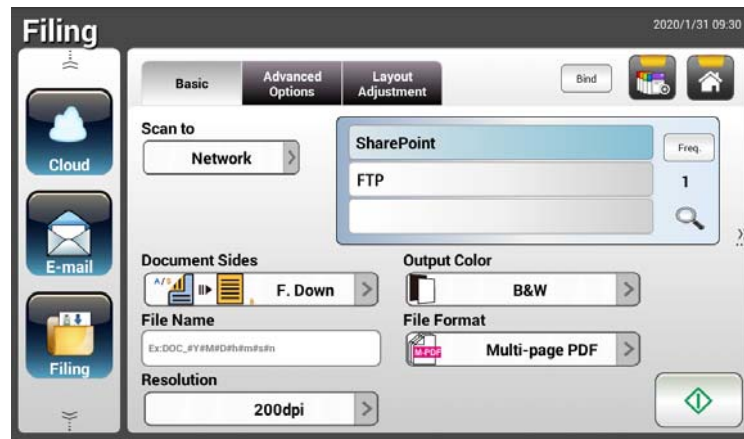 Filing
2020/1/31 09:30
Basic
Advanced Options
Layout Adjustment
Bind
Cloud
E-mail
Filing
Scan to
Network
SharePoint
FTP
Freq.
1
Document Sides
F. Down
Output Color
B&W
File Name
Ex:DOC_#Y#M#D#h#m#s#n
File Format
M-PDF
Multi-page PDF
Resolution
200dpi